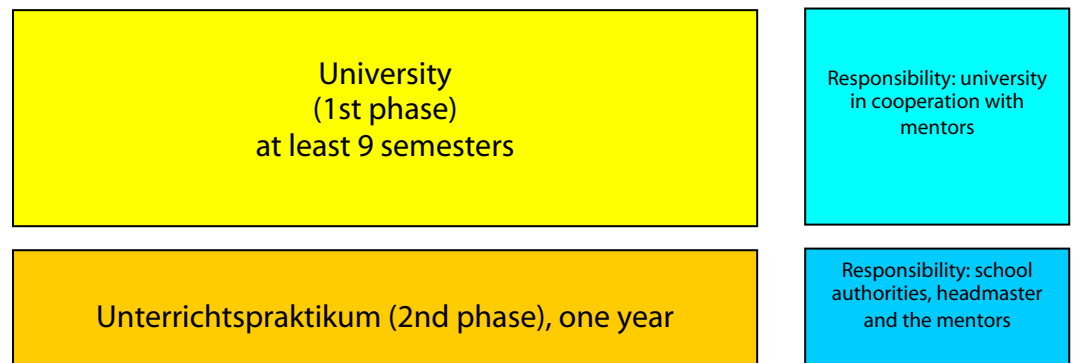 University
(1st phase)
at least 9 semesters
Responsibility: university
in cooperation with
mentors
Unterrichtspraktikum (2nd phase), one year
Responsibility: school
authorities, headmaster
and the mentors